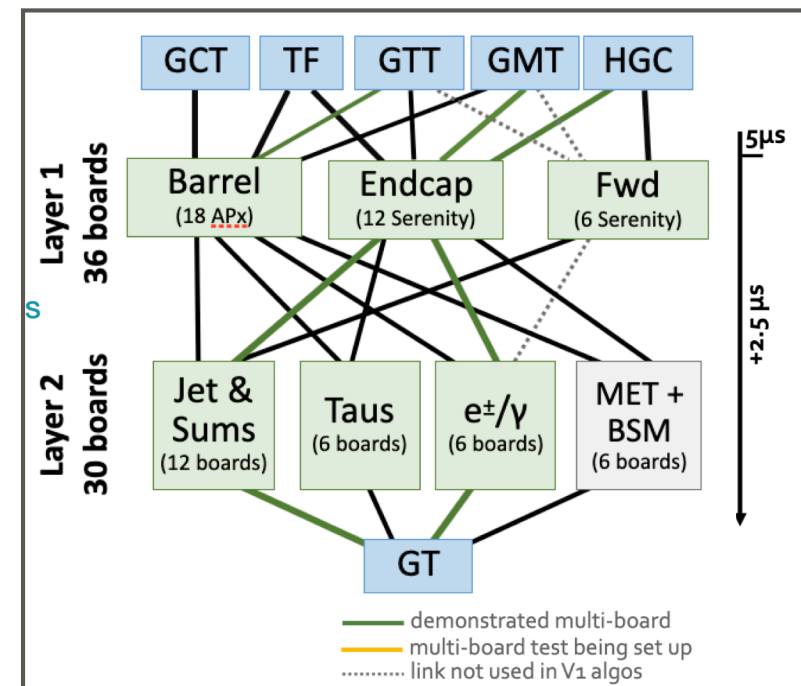 GCT
TF
GTT
GMT
HGC
5µs
Layer 1
36 boards
Barrel
(18 APx)
Endcap
(12 Serenity)
Fwd
(6 Serenity)
s
+2.5 µs
Layer 2
30 boards
Jet &
Sums
(12 boards)
Taus
(6 boards)
e±/γ
(6 boards)
MET +
BSM
(6 boards)
GT
demonstrated multi-board
multi-board test being set up
link not used in V1 algos